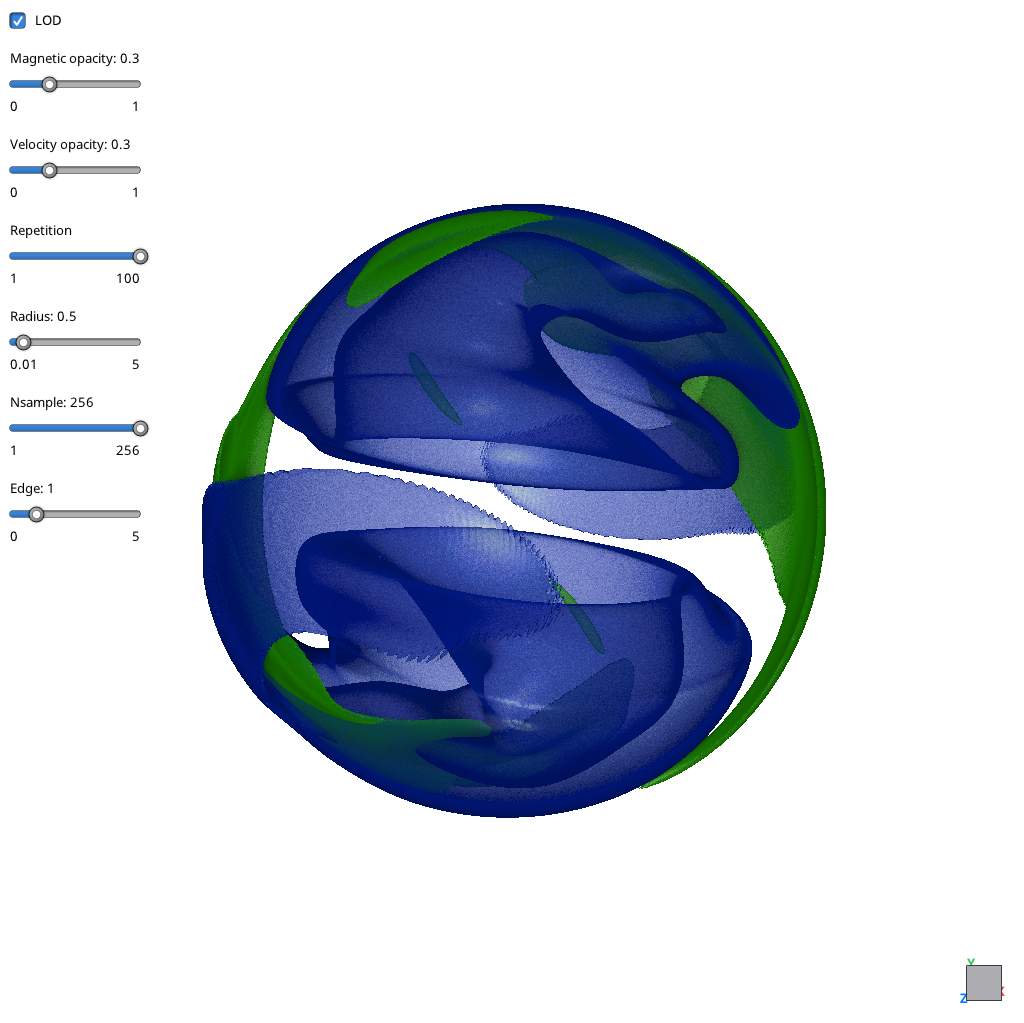 LOD
Magnetic opacity: 0.3
0 1
Velocity opacity: 0.3
0 1
Repetition
1 100
Radius: 0.5
0.01 5
Nsample: 256
1 256
Edge: 1
0 5
Y
Z X